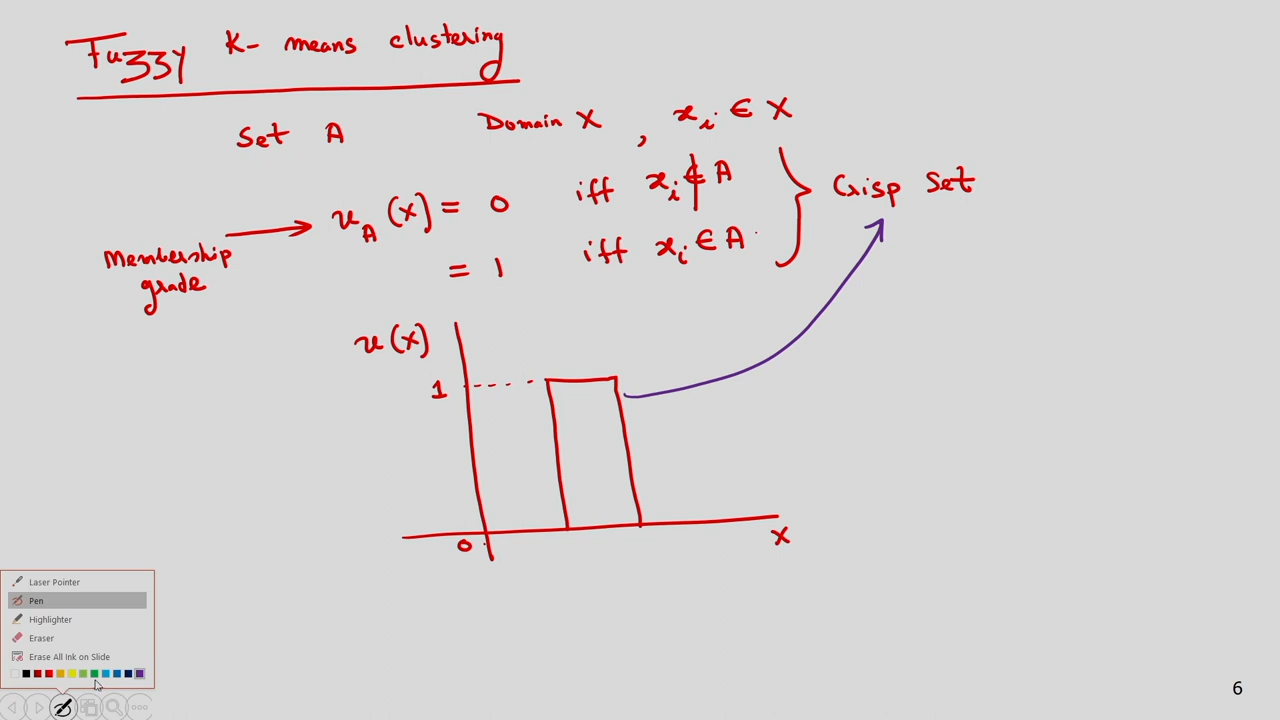 Fuzzy K- means clustering
Set A Domain X , xi ∈ X
uA (x) = 0 iff xi ∉ A
= 1 iff xi ∈ A
Crisp Set
Membership
grade
u(x)
1
0
x
Laser Pointer
Pen
Highlighter
Eraser
Erase All Ink on Slide
6